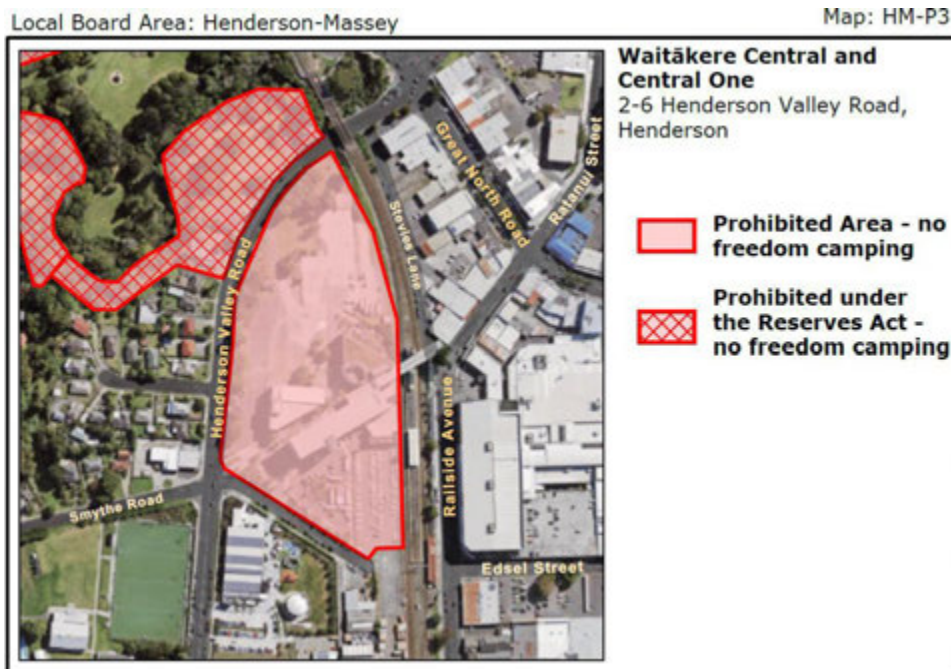 Local Board Area: Henderson-Massey
Map: HM-P3
Waitākere Central and
Central One
2-6 Henderson Valley Road,
Henderson
Prohibited Area - no
freedom camping
Prohibited under
the Reserves Act -
no freedom camping
Great North Road
Ratanui Street
Stevies Lane
Henderson Valley Road
Railside Avenue
Smythe Road
Edsel Street